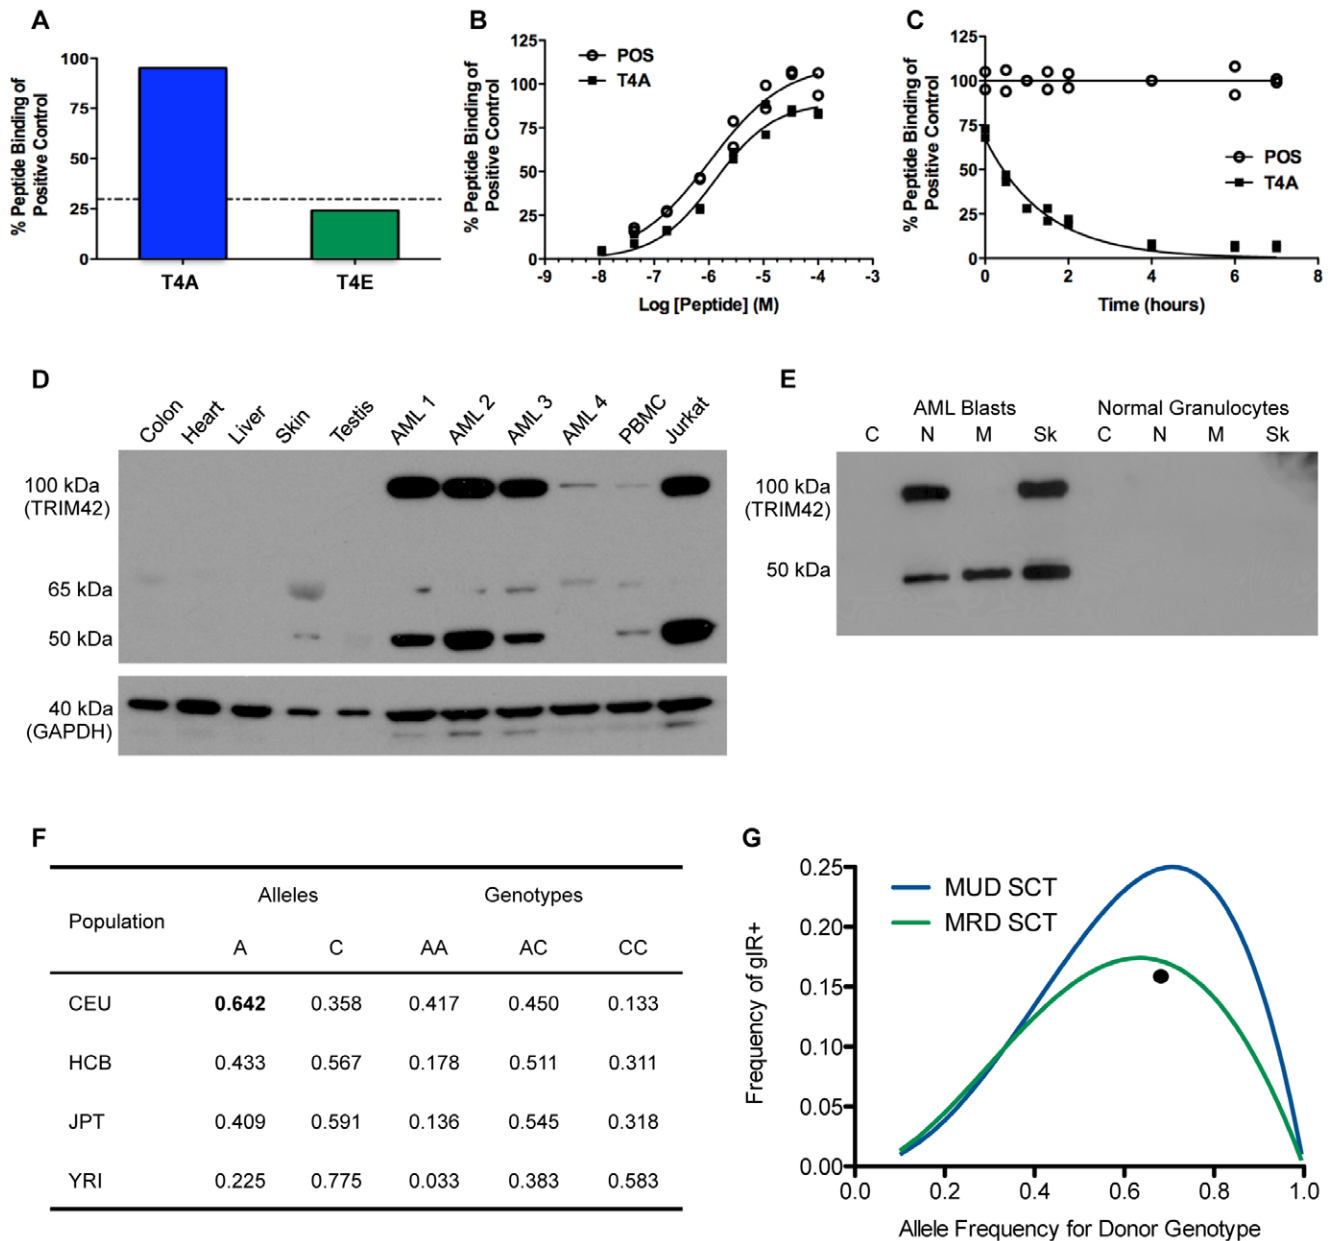 A
% Peptide Binding of
Positive Control
100
75
50
25
0
T4A
T4E
B
% Peptide Binding of
Positive Control
125
100
75
50
25
0
POS
T4A
-9 -8 -7 -6 -5 -4 -3
Log [Peptide] (M)
C
% Peptide Binding of
Positive Control
125
100
75
50
25
0
POS
T4A
0 2 4 6 8
Time (hours)
D
Colon Heart Liver Skin Testis AML 1 AML 2 AML 3 AML 4 PBMC Jurkat
100 kDa
(TRIM42)
65 kDa
50 kDa
40 kDa
(GAPDH)
E
AML Blasts Normal Granulocytes
C N M Sk C N M Sk
100 kDa
(TRIM42)
50 kDa
F
Alleles Genotypes
Population
A C AA AC CC
CEU 0.642 0.358 0.417 0.450 0.133
HCB 0.433 0.567 0.178 0.511 0.311
JPT 0.409 0.591 0.136 0.545 0.318
YRI 0.225 0.775 0.033 0.383 0.583
G
Frequency of gIR+
0.25
0.20
0.15
0.10
0.05
0.00
MUD SCT
MRD SCT
0.0 0.2 0.4 0.6 0.8 1.0
Allele Frequency for Donor Genotype